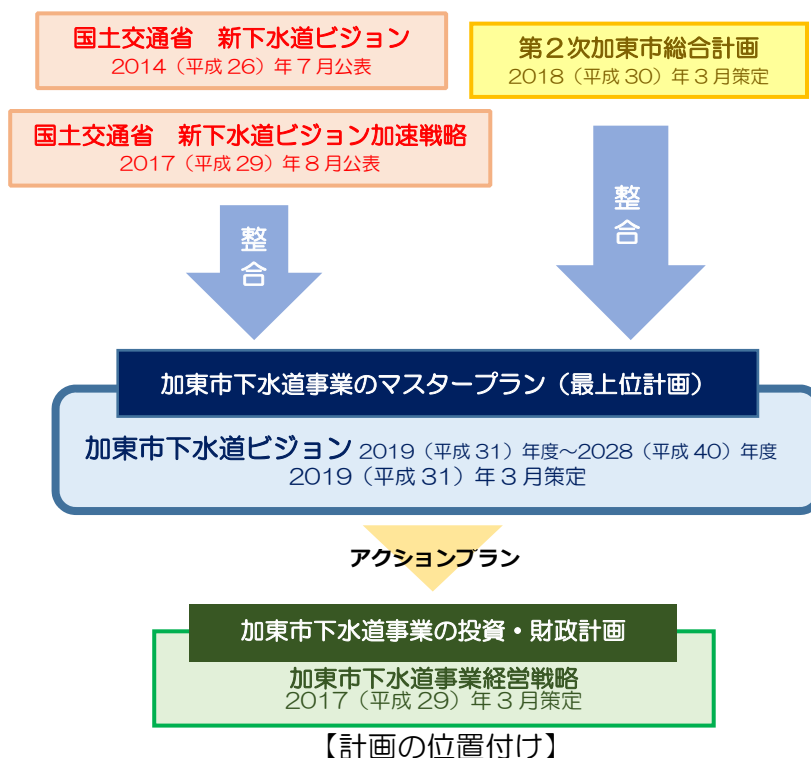 国土交通省　新下水道ビジョン
2014（平成26）年7月公表
第２次加東市総合計画
2018（平成30）年3月策定
国土交通省　新下水道ビジョン加速戦略
2017（平成29）年8月公表
整合
整合
加東市下水道事業のマスタープラン（最上位計画）
加東市下水道ビジョン 2019（平成31）年度～2028（平成40）年度
2019（平成31）年3月策定
アクションプラン
加東市下水道事業の投資・財政計画
加東市下水道事業経営戦略
2017（平成29）年3月策定
【計画の位置付け】